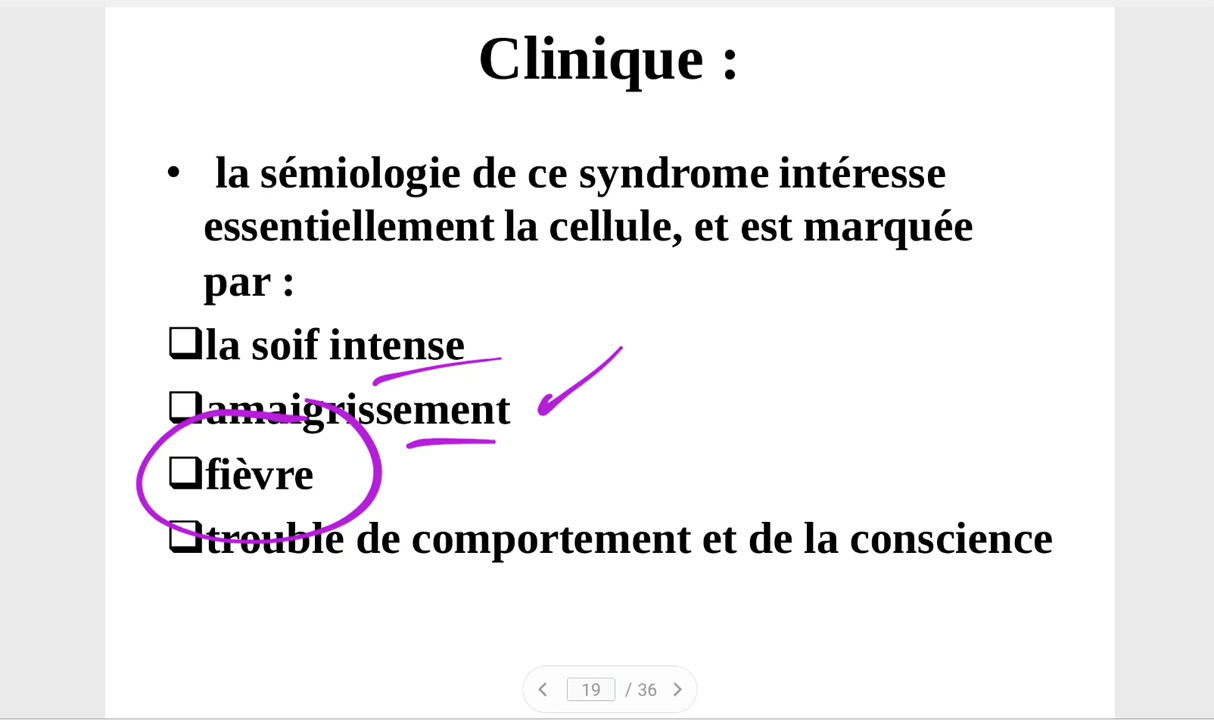 Clinique :
• la sémiologie de ce syndrome intéresse
essentiellement la cellule, et est marquée
par :
❑la soif intense
❑amaigrissement
❑fièvre
❑trouble de comportement et de la conscience
19 / 36